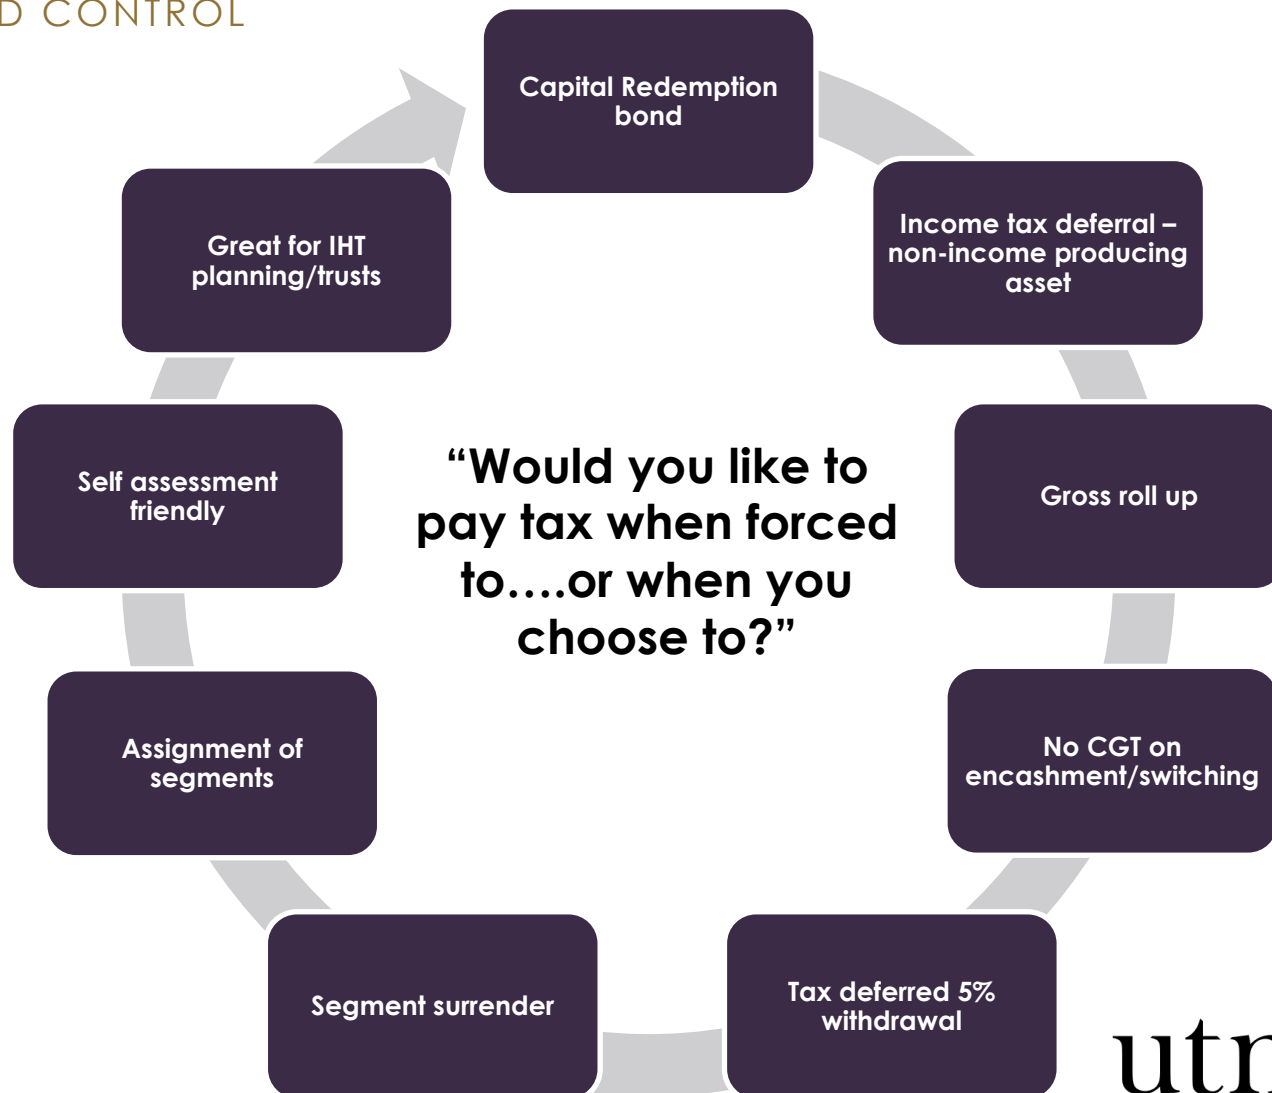 D CONTROL
Capital Redemption
bond
Income tax deferral –
non-income producing
asset
Gross roll up
No CGT on
encashment/switching
Tax deferred 5%
withdrawal
Segment surrender
Assignment of
segments
Self assessment
friendly
Great for IHT
planning/trusts
“Would you like to
pay tax when forced
to….or when you
choose to?”